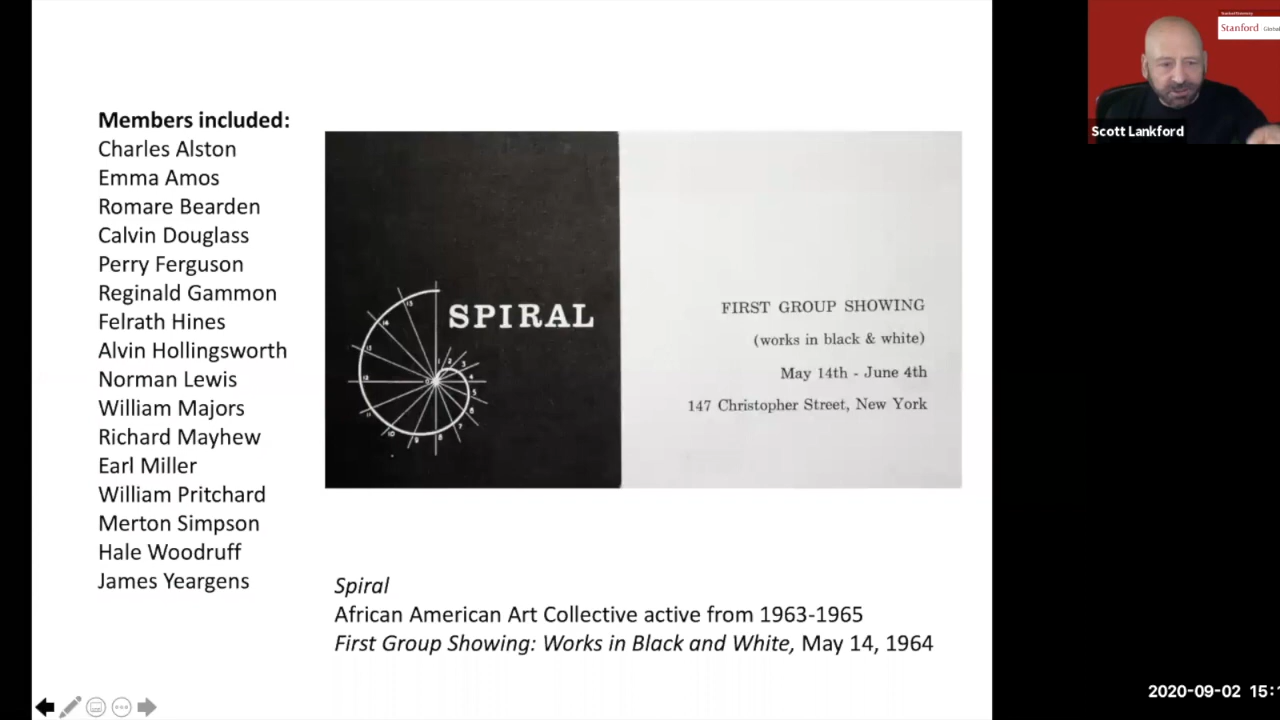 Members included:
Charles Alston
Emma Amos
Romare Bearden
Calvin Douglass
Perry Ferguson
Reginald Gammon
Felrath Hines
Alvin Hollingsworth
Norman Lewis
William Majors
Richard Mayhew
Earl Miller
William Pritchard
Merton Simpson
Hale Woodruff
James Yeargens
SPIRAL
FIRST GROUP SHOWING
(works in black & white)
May 14th - June 4th
147 Christopher Street, New York
Spiral
African American Art Collective active from 1963-1965
First Group Showing: Works in Black and White, May 14, 1964
Stanford
Scott Lankford
2020-09-02